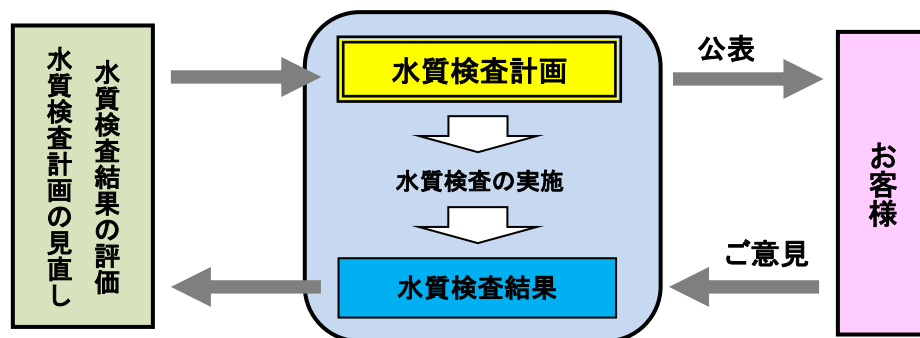 水質検査結果の評価
水質検査計画の見直し
水質検査計画
水質検査の実施
水質検査結果
公表
ご意見
お客様